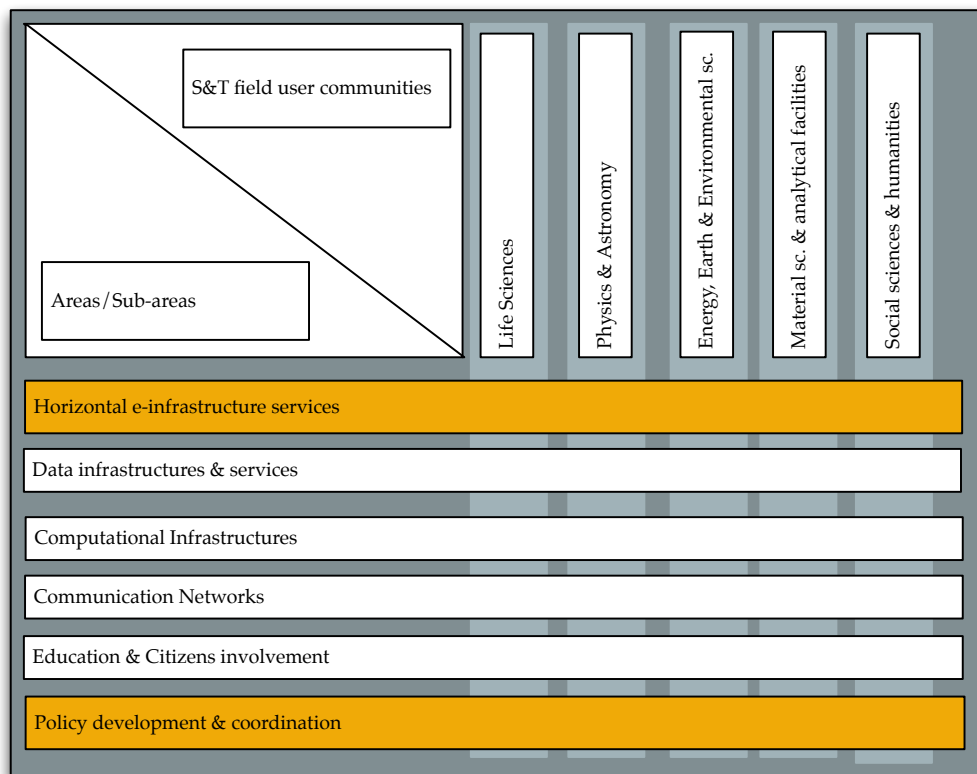 S&T field user communities
Areas/Sub-areas
Life Sciences
Physics & Astronomy
Energy, Earth & Environmental sc.
Material sc. & analytical facilities
Social sciences & humanities
Horizontal e-infrastructure services
Data infrastructures & services
Computational Infrastructures
Communication Networks
Education & Citizens involvement
Policy development & coordination